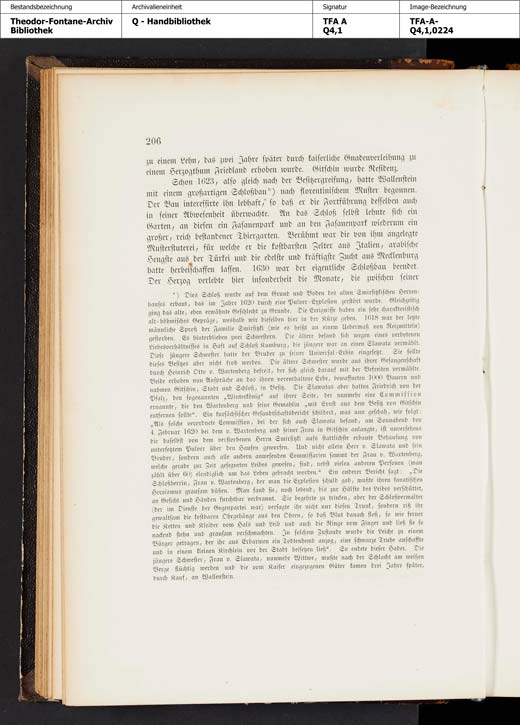 Bestandsbezeichnung
Archivalieneinheit
Signatur
Image-Bezeichnung
Theodor-Fontane-Archiv
Bibliothek
Q - Handbibliothek
TFA A
Q4,1
TFA-A-
Q4,1,0224
206
zu einem Lehn, das zwei Jahre später durch kaiserliche Gnadenverleihung zu
einem Herzogthum Friedland erhoben wurde. Gitschin wurde Residenz.
Schon 1623, also gleich nach der Besitzergreifung, hatte Wallenstein
mit einem großartigen Schloßbau*) nach florentinischem Muster begonnen.
Der Bau interessirte ihn lebhaft, so daß er die Fortführung desselben auch
in seiner Abwesenheit überwachte. An das Schloß selbst lehnte sich ein
Garten, an diesen ein Fasanenpark und an den Fasanenpark wiederum ein
großer, reich bestandener Thiergarten. Berühmt war die von ihm angelegte
Musterstuterei, für welche er die kostbarsten Zelter aus Italien, arabische
Hengste aus der Türkei und die edelste und kräftigste Zucht aus Mecklenburg
hatte herbeischaffen lassen. 1630 war der eigentliche Schloßbau beendet.
Der Herzog verlebte hier insonderheit die Monate, die zwischen seiner
*) Dies Schloß wurde auf dem Grund und Boden des alten Smirsitzkischen Herren-
hauses erbaut, das im Jahre 1620 durch eine Pulver-Explosion zerstört wurde. Gleichzeitig
ging das alte, eben erwähnte Geschlecht zu Grunde. Die Ereignisse haben ein sehr charakteristisch
alt-böhmisches Gepräge, weshalb wir dieselben hier in der Kürze geben. 1618 war der letzte
männliche Sproß der Familie Smirsitzki (wie es heißt an einem Uebermaß von Reizmitteln)
gestorben. Es hinterblieben zwei Schwestern. Die ältere befand sich wegen eines verbotenen
Liebesverhältnisses in Haft auf Schloß Kumburg, die jüngere war an einen Slawata vermählt.
Diese jüngere Schwester hatte der Bruder zu seiner Universal-Erbin eingesetzt. Sie sollte
dieses Besitzes aber nicht froh werden. Die ältere Schwester wurde aus ihrer Gefangenschaft
durch Heinrich Otto v. Wartenberg befreit, der sich gleich darauf mit der Befreiten vermählte.
Beide erhoben nun Ansprüche an das ihnen vorenthaltene Erbe, bewaffneten 1000 Bauern und
nahmen Gitschin, Stadt und Schloß, in Besitz. Die Slawatas aber hatten Friedrich von der
Pfalz, den sogenannten „Winterkönig“ auf ihrer Seite, der nunmehr eine Commission
ernannte, die den Wartenberg und seine Gemahlin „mit Ernst aus dem Besitz von Gitschin
entfernen sollte“. Ein kursächsischer Gesandtschaftsbericht schildert, was nun geschah, wie folgt:
„Als solche verordnete Commission, bei der sich auch Slawata befand, am Sonnabend den
4. Februar 1620 bei dem v. Wartenberg und seiner Frau in Gitschin anlangte, ist unversehens
die daselbst von dem verstorbenen Herrn Smirsitzki aufs stattlichste erbaute Behausung von
untersetztem Pulver über den Haufen geworfen. Und nicht allein Herr v. Slawata und sein
Bruder, sondern auch alle andern anwesenden Commissarien sammt der Frau v. Wartenberg,
welche gerade zur Zeit gesegneten Leibes gewesen, sind, nebst vielen anderen Personen (man
zählt über 60) elendiglich um das Leben gebracht worden.“ Ein anderer Bericht sagt: „Die
Schloßherrin, Frau v. Wartenberg, der man die Explosion schuld gab, mußte ihren fanatischen
Heroismus grausam büßen. Man fand sie, noch lebend, bis zur Hälfte des Leibes verschüttet,
an Gesicht und Händen furchtbar verbrannt. Sie begehrte zu trinken, aber der Schloßverwalter
(der im Dienste der Gegenpartei war) versagte ihr nicht nur diesen Trunk, sondern riß ihr
gewaltsam die kostbaren Ohrgehänge aus den Ohren, so daß Blut danach floß, so wie ferner
die Ketten und Kleider vom Hals und Leib und auch die Ringe vom Finger und ließ sie so
nackend stehn und grausam verschmachten. In solchem Zustande wurde die Leiche zu einem
Bürger getragen, der ihr aus Erbarmen ein Todtenhemd anzog, eine schwarze Truhe anschaffte
und in einem kleinen Kirchlein vor der Stadt beisetzen ließ“. So endete dieser Hader. Die
jüngere Schwester, Frau v. Slawata, nunmehr Wittwe, mußte nach der Schlacht am weißen
Berge flüchtig werden und die vom Kaiser eingezogenen Güter kamen drei Jahre später,
durch Kauf, an Wallenstein.